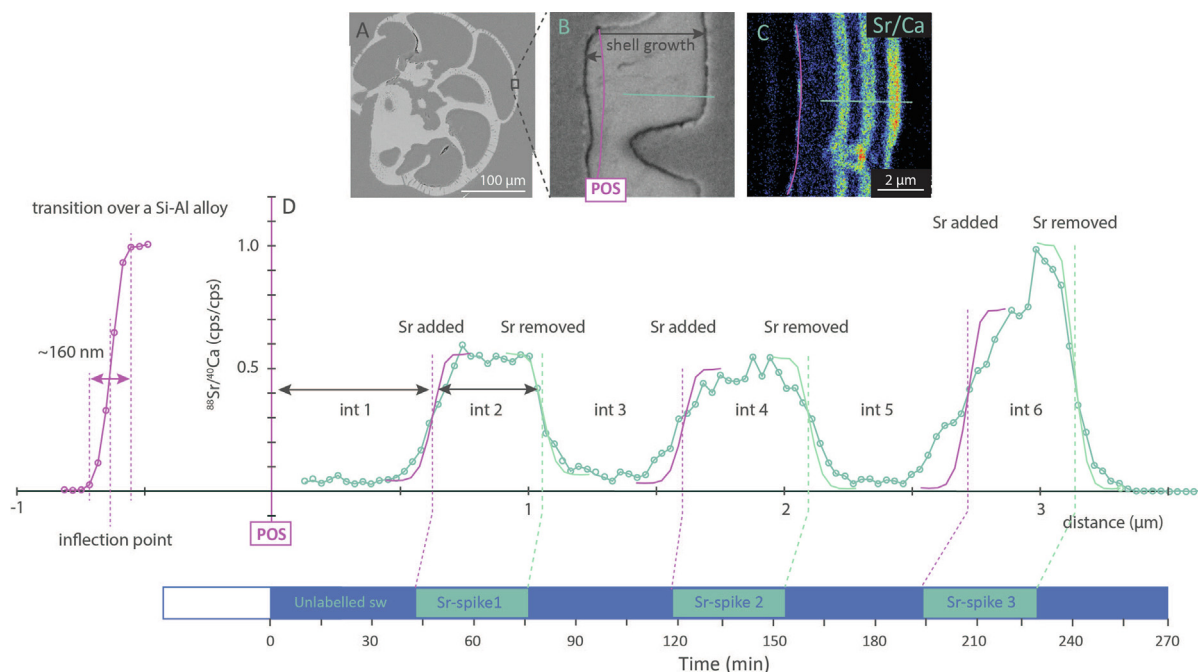 A
B
C
Sr/Ca
shell growth
100 µm
POS
2 µm
transition over a Si-Al alloy
D
Sr added
Sr removed
1.0
⁸⁸Sr/⁴⁰Ca (cps/cps)
Sr added
Sr removed
Sr added
Sr removed
~160 nm
0.5
int 1
int 2
int 3
int 4
int 5
int 6
-1
1
2
3
inflection point
POS
distance (µm)
Unlabelled sw
Sr-spike1
Sr-spike 2
Sr-spike 3
0
30
60
90
120
150
180
210
240
270
Time (min)